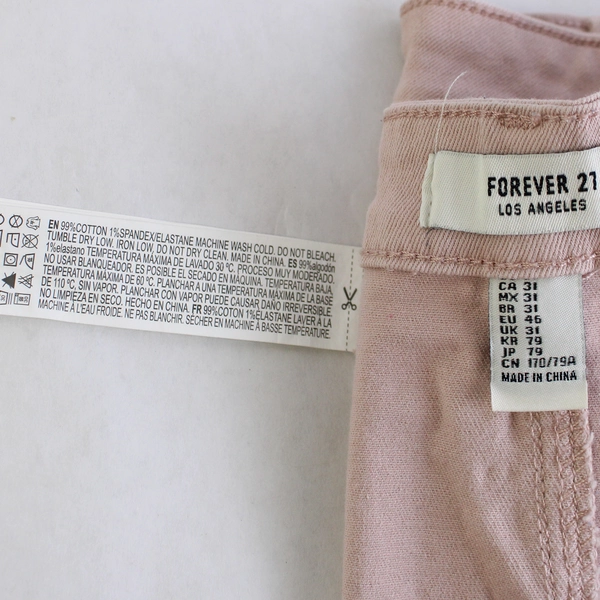 EN 99%COTTON 1%SPANDEX/ELASTANE MACHINE WASH COLD. DO NOT BLEACH.
TUMBLE DRY LOW. IRON LOW. DO NOT DRY CLEAN. MADE IN CHINA. ES 99%algodón
1%elastano TEMPERATURA MÁXIMA DE LAVADO 30 ºC. PROCESO MUY MODERADO.
NO USAR BLANQUEADOR. ES POSIBLE EL SECADO EN MAQUINA. TEMPERATURA BAJA,
TEMPERATURA MÁXIMA DE 60 ºC. PLANCHAR A UNA TEMPERATURA MÁXIMA DE LA BASE
DE 110 ºC, SIN VAPOR. PLANCHAR CON VAPOR PUEDE CAUSAR DAÑO IRREVERSIBLE.
NO LIMPIEZA EN SECO. HECHO EN CHINA. FR 99%COTON 1%ÉLASTANE LAVER À LA
MACHINE À L'EAU FROIDE. NE PAS BLANCHIR. SÉCHER EN MACHINE À BASSE TEMPÉRATURE.
FOREVER 21
LOS ANGELES
CA 31
MX 31
BR 31
EU 46
UK 31
KR 79
JP 79
CN 170/79A
MADE IN CHINA